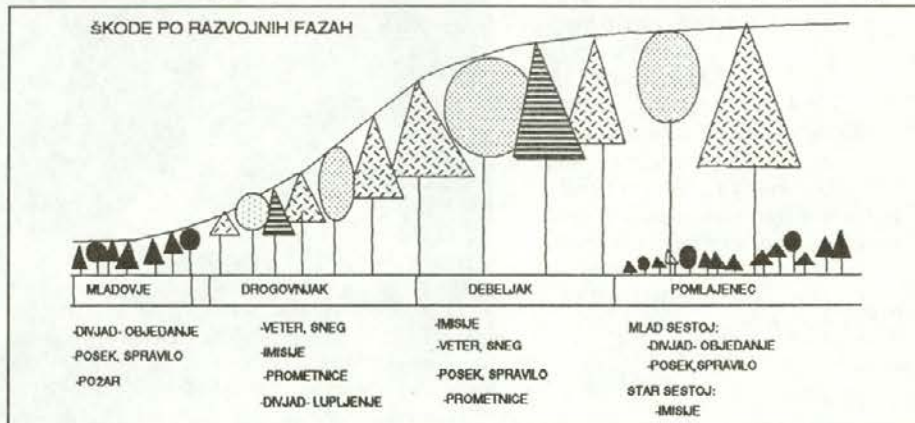 ŠKODE PO RAZVOJNIH FAZAH
MLADOVJE
-DIVJAD- OBJEDANJE
-POSEK, SPRAVILO
-POŽAR
DROGOVNJAK
-VETER, SNEG
-IMISIJE
-PROMETNICE
-DIVJAD- LUPLJENJE
DEBELJAK
-IMISIJE
-VETER, SNEG
-POSEK, SPRAVILO
-PROMETNICE
POMLAJENEC
MLAD SESTOJ:
-DIVJAD- OBJEDANJE
-POSEK,SPRAVILO
STAR SESTOJ:
-IMISIJE